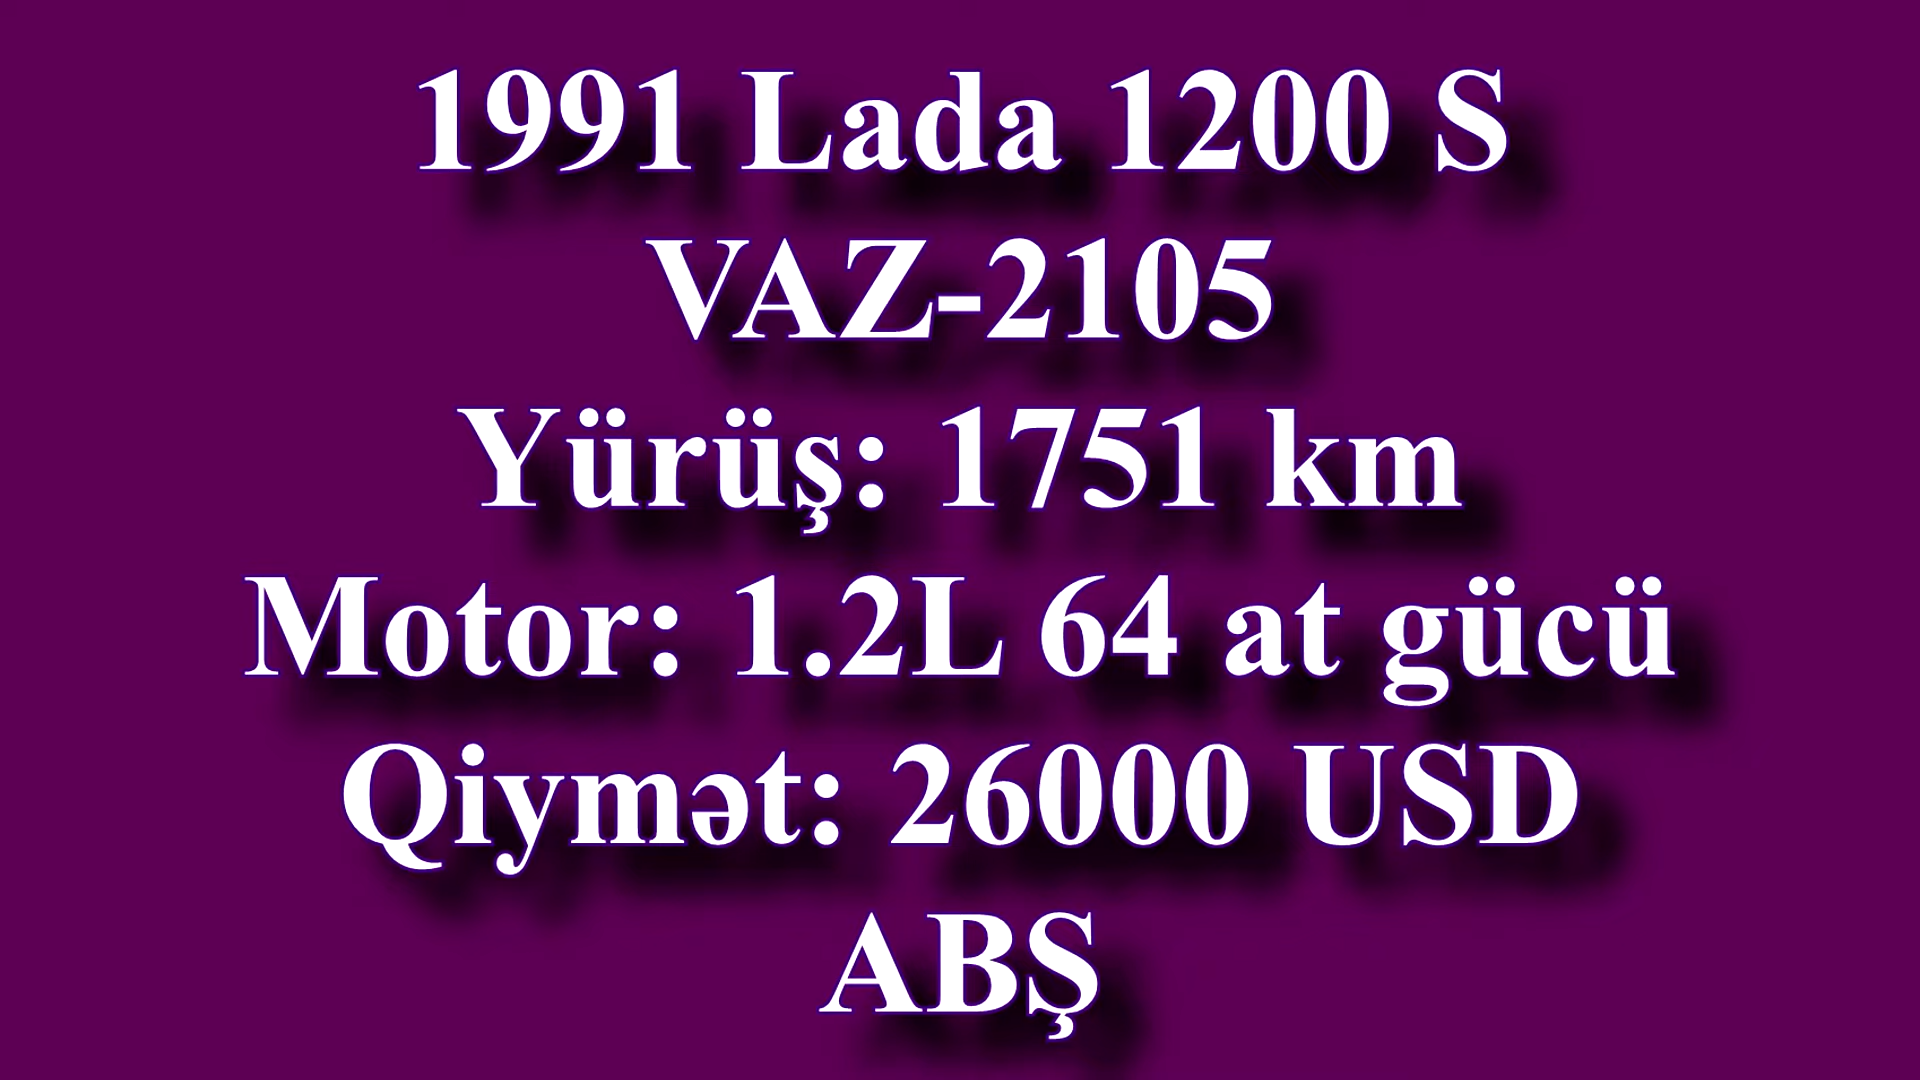 1991 Lada 1200 S
VAZ-2105
Yürüş: 1751 km
Motor: 1.2L 64 at gücü
Qiymət: 26000 USD
ABŞ